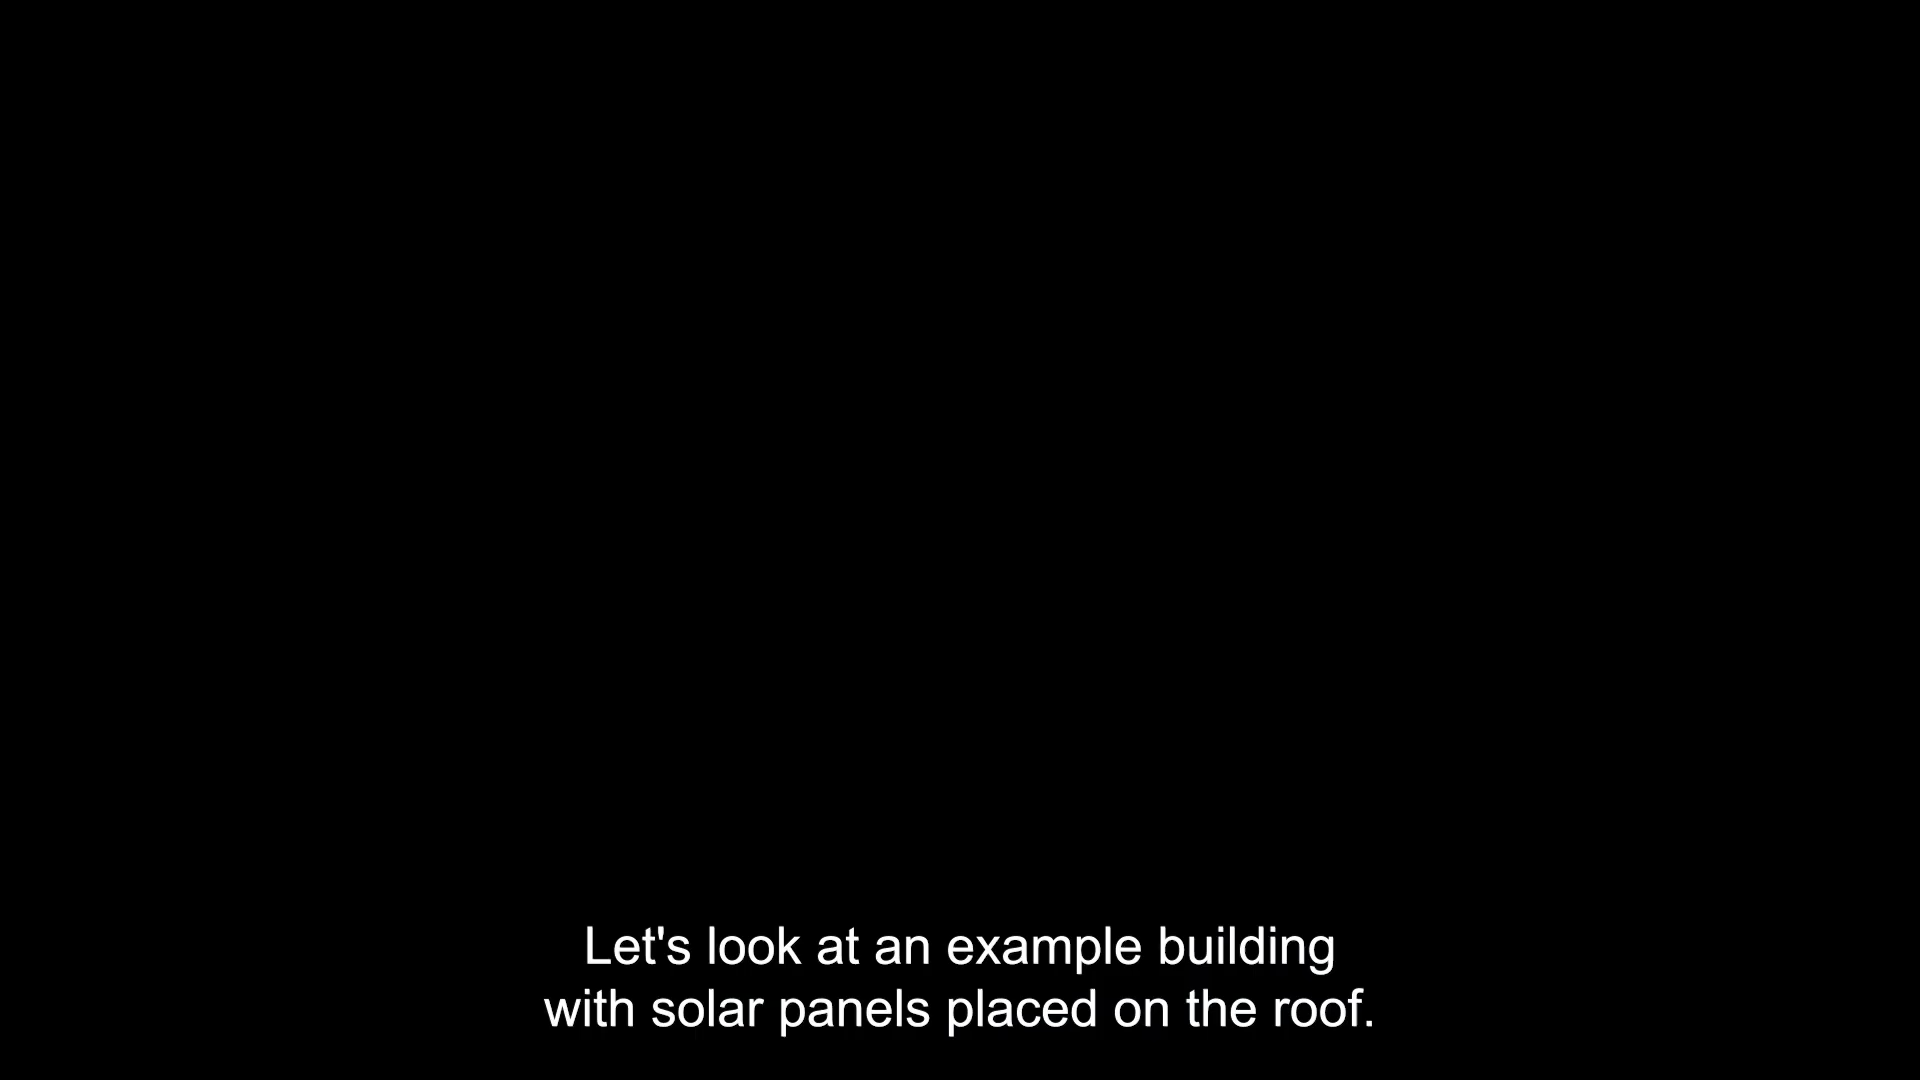 Let's look at an example building
with solar panels placed on the roof.